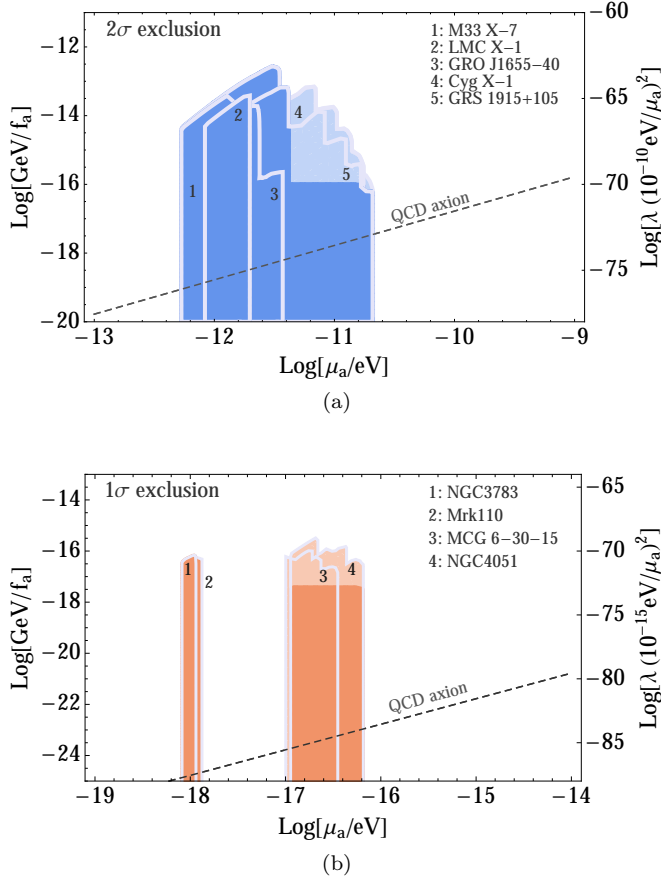 2σ exclusion
1: M33 X−7
2: LMC X−1
3: GRO J1655−40
4: Cyg X−1
5: GRS 1915+105
−12
−14
−16
−18
−20
Log[GeV/fa]
1
2
3
4
5
QCD axion
−60
−65
−70
−75
Log[λ (10−10eV/μa)2]
−13
−12
−11
−10
−9
Log[μa/eV]
(a)
1σ exclusion
1: NGC3783
2: Mrk110
3: MCG 6−30−15
4: NGC4051
−14
−16
−18
−20
−22
−24
Log[GeV/fa]
1
2
3
4
QCD axion
−65
−70
−75
−80
−85
Log[λ (10−15eV/μa)2]
−19
−18
−17
−16
−15
−14
Log[μa/eV]
(b)